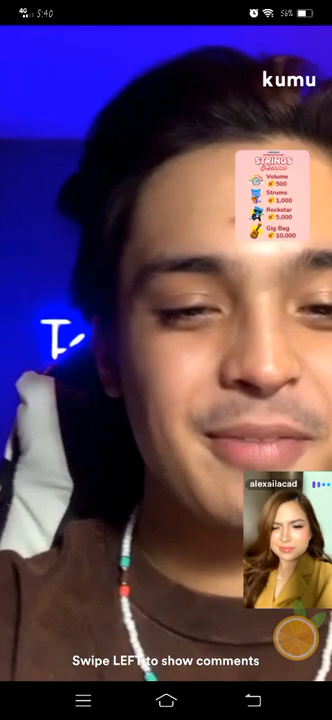 4G
5:40
56%
kumu
STRINGS
Volume
500
Strums
1,000
Rockstar
5,000
Gig Bag
10,000
alexailacad
Swipe LEFT to show comments